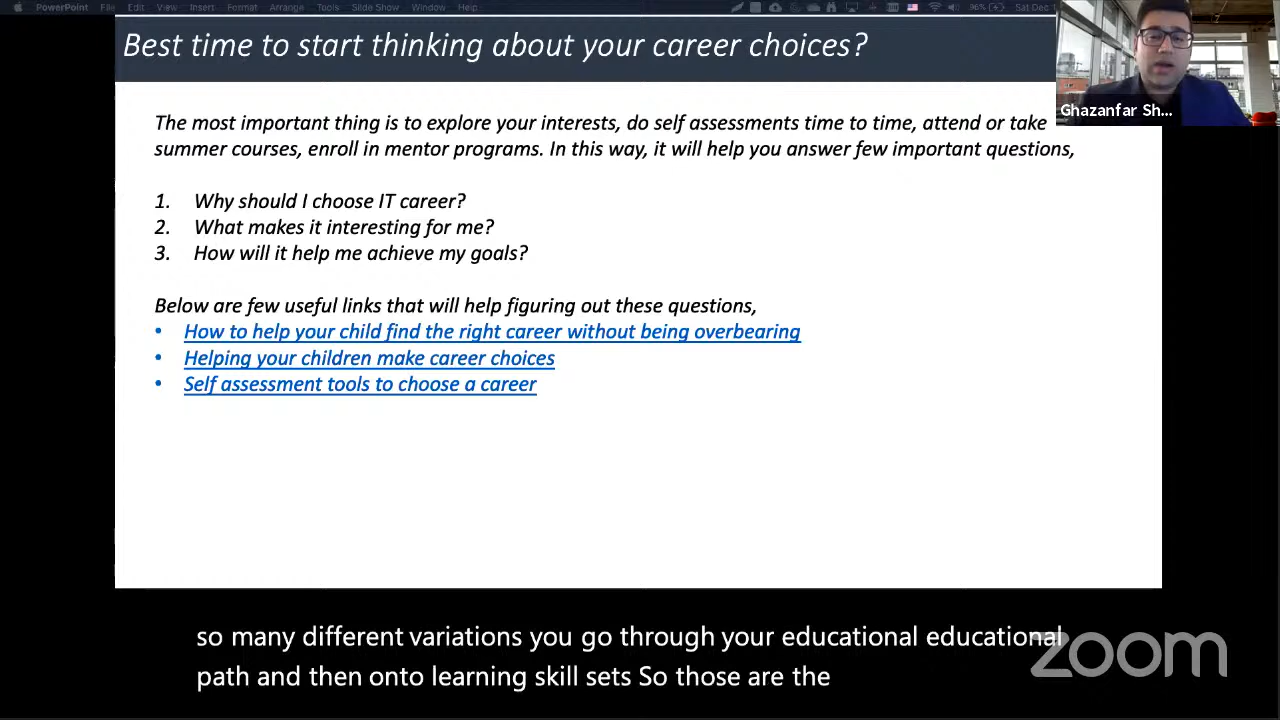 PowerPoint File Edit View Insert Format Arrange Tools Slide Show Window Help 96% Sat Dec
Best time to start thinking about your career choices?
Ghazanfar Sh...
The most important thing is to explore your interests, do self assessments time to time, attend or take
summer courses, enroll in mentor programs. In this way, it will help you answer few important questions,
1. Why should I choose IT career?
2. What makes it interesting for me?
3. How will it help me achieve my goals?
Below are few useful links that will help figuring out these questions,
• How to help your child find the right career without being overbearing
• Helping your children make career choices
• Self assessment tools to choose a career
so many different variations you go through your educational educational
path and then onto learning skill sets So those are the
zoom